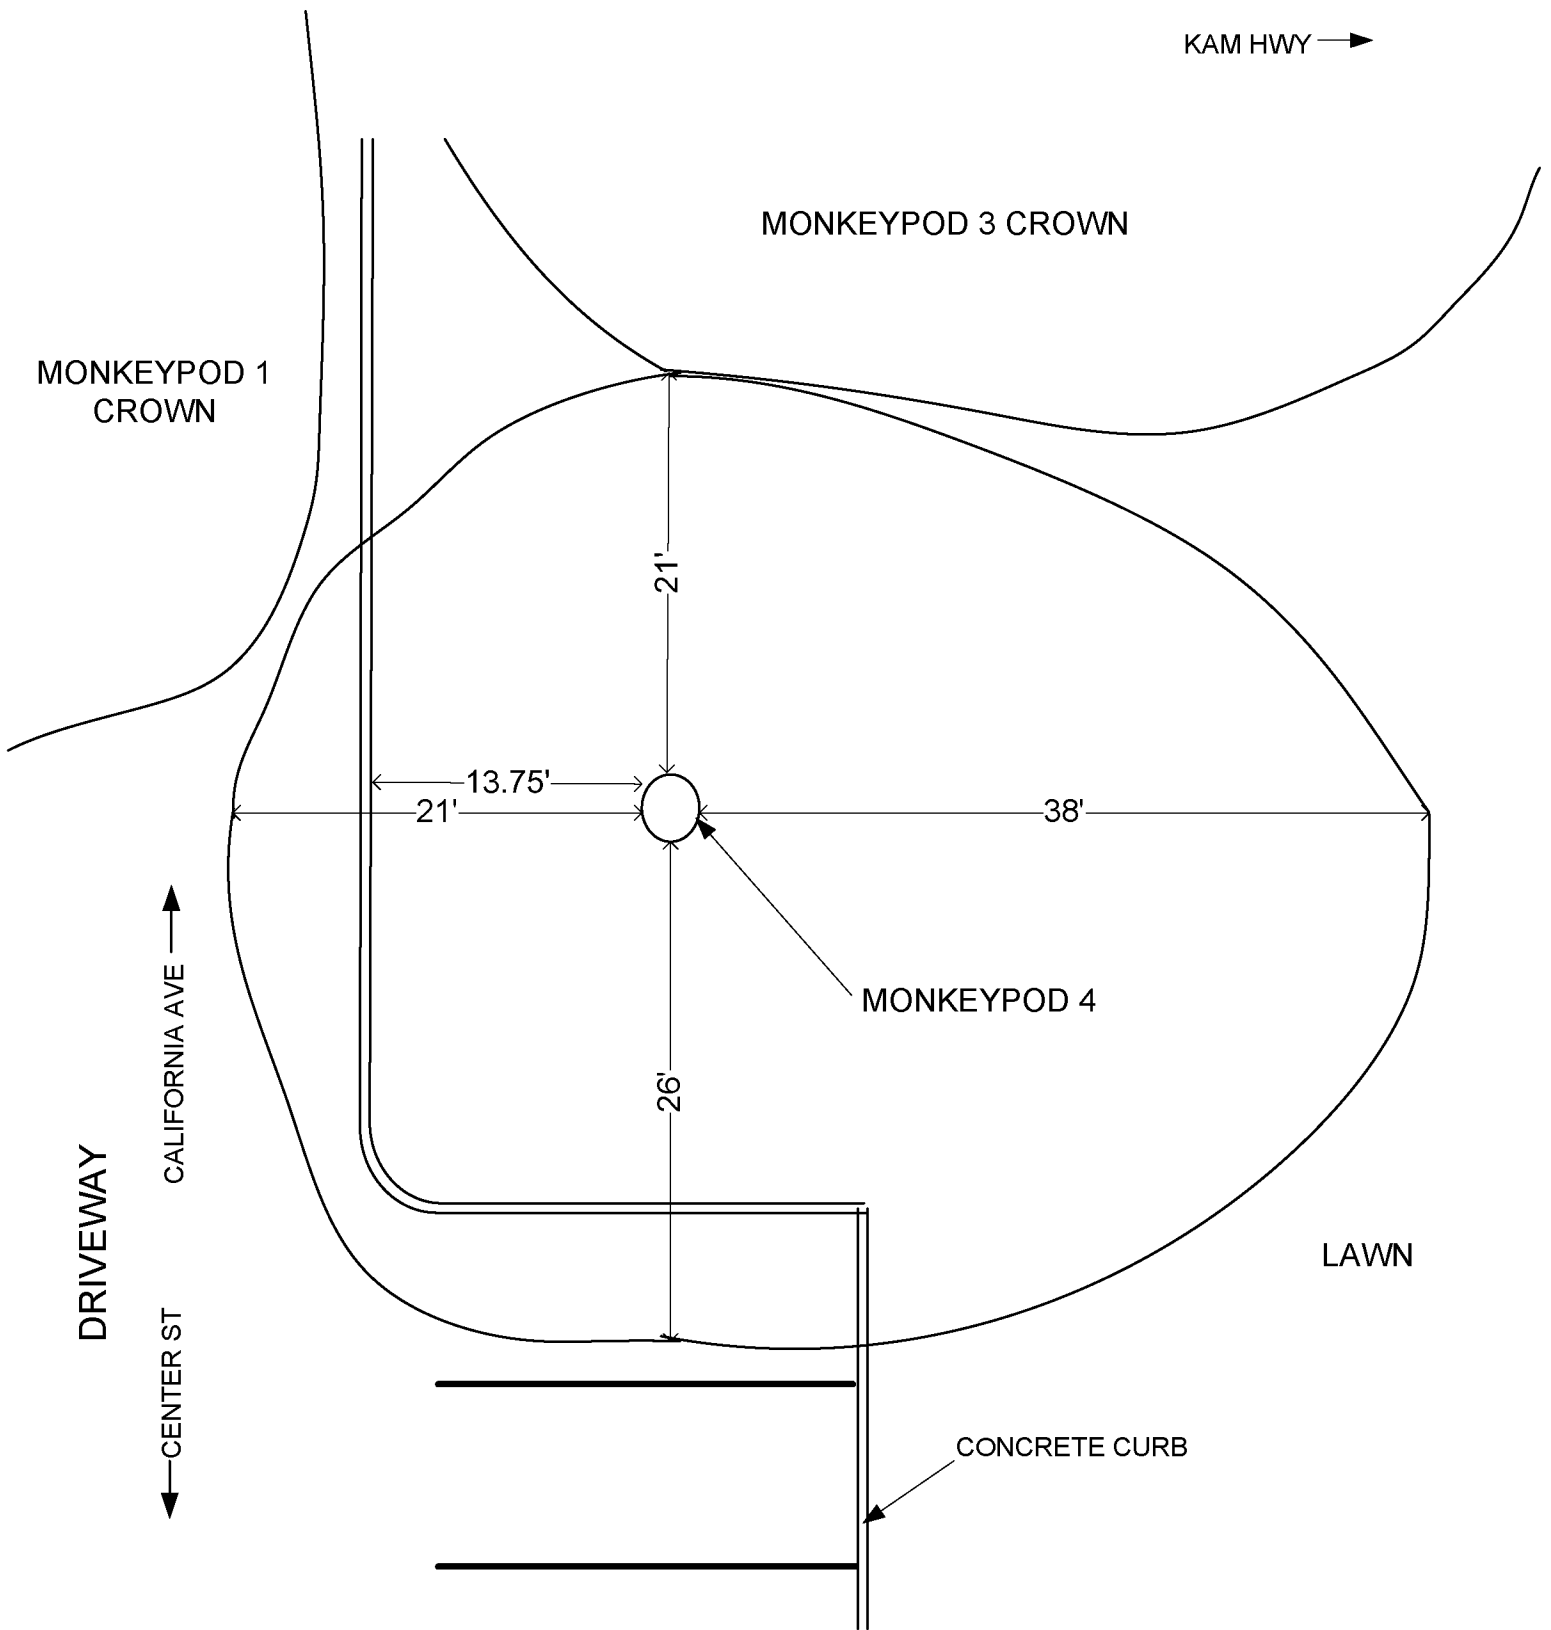 KAM HWY
MONKEYPOD 3 CROWN
MONKEYPOD 1
CROWN
21'
13.75'
21'
38'
MONKEYPOD 4
26'
CALIFORNIA AVE
DRIVEWAY
LAWN
CENTER ST
CONCRETE CURB